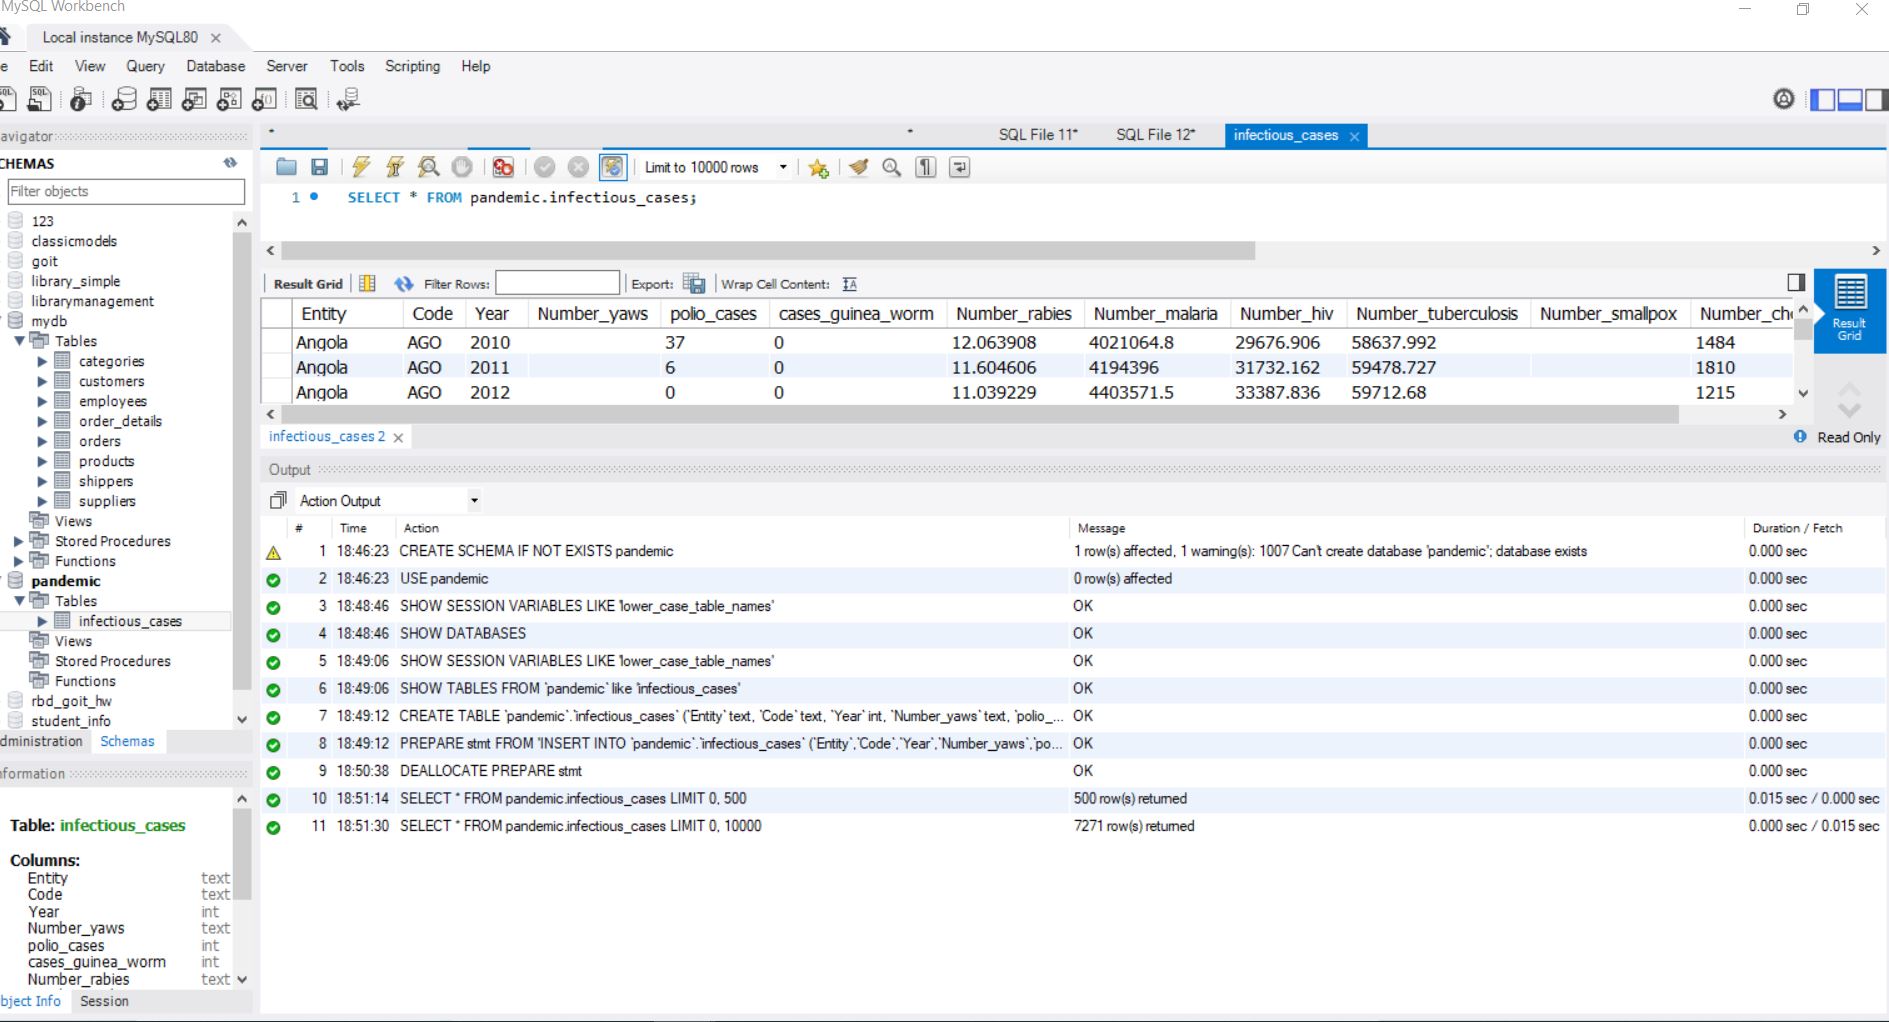 MySQL Workbench
Local instance MySQL80
Edit View Query Database Server Tools Scripting Help
SCHEMAS
Filter objects
123
classicmodels
goit
library_simple
librarymanagement
mydb
Tables
categories
customers
employees
order_details
orders
products
shippers
suppliers
Views
Stored Procedures
Functions
pandemic
Tables
infectious_cases
Views
Stored Procedures
Functions
rbd_goit_hw
student_info
dministration Schemas
nformation
Table: infectious_cases
Columns:
Entity text
Code text
Year int
Number_yaws text
polio_cases int
cases_guinea_worm int
Number_rabies text
bject Info Session
* * SQL File 11* SQL File 12* infectious_cases
Limit to 10000 rows
1 SELECT * FROM pandemic.infectious_cases;
Result Grid Filter Rows: Export: Wrap Cell Content:
Entity Code Year Number_yaws polio_cases cases_guinea_worm Number_rabies Number_malaria Number_hiv Number_tuberculosis Number_smallpox Number_cho
Angola AGO 2010 37 0 12.063908 4021064.8 29676.906 58637.992 1484
Angola AGO 2011 6 0 11.604606 4194396 31732.162 59478.727 1810
Angola AGO 2012 0 0 11.039229 4403571.5 33387.836 59712.68 1215
Result
Grid
infectious_cases 2 Read Only
Output
Action Output
# Time Action Message Duration / Fetch
1 18:46:23 CREATE SCHEMA IF NOT EXISTS pandemic 1 row(s) affected, 1 warning(s): 1007 Can't create database 'pandemic'; database exists 0.000 sec
2 18:46:23 USE pandemic 0 row(s) affected 0.000 sec
3 18:48:46 SHOW SESSION VARIABLES LIKE 'lower_case_table_names' OK 0.000 sec
4 18:48:46 SHOW DATABASES OK 0.000 sec
5 18:49:06 SHOW SESSION VARIABLES LIKE 'lower_case_table_names' OK 0.000 sec
6 18:49:06 SHOW TABLES FROM `pandemic` like 'infectious_cases' OK 0.000 sec
7 18:49:12 CREATE TABLE `pandemic`.`infectious_cases` (`Entity` text, `Code` text, `Year` int, `Number_yaws` text, `polio_... OK 0.000 sec
8 18:49:12 PREPARE stmt FROM 'INSERT INTO `pandemic`.`infectious_cases` (`Entity`,`Code`,`Year`,`Number_yaws`,`po... OK 0.000 sec
9 18:50:38 DEALLOCATE PREPARE stmt OK 0.000 sec
10 18:51:14 SELECT * FROM pandemic.infectious_cases LIMIT 0, 500 500 row(s) returned 0.015 sec / 0.000 sec
11 18:51:30 SELECT * FROM pandemic.infectious_cases LIMIT 0, 10000 7271 row(s) returned 0.000 sec / 0.015 sec